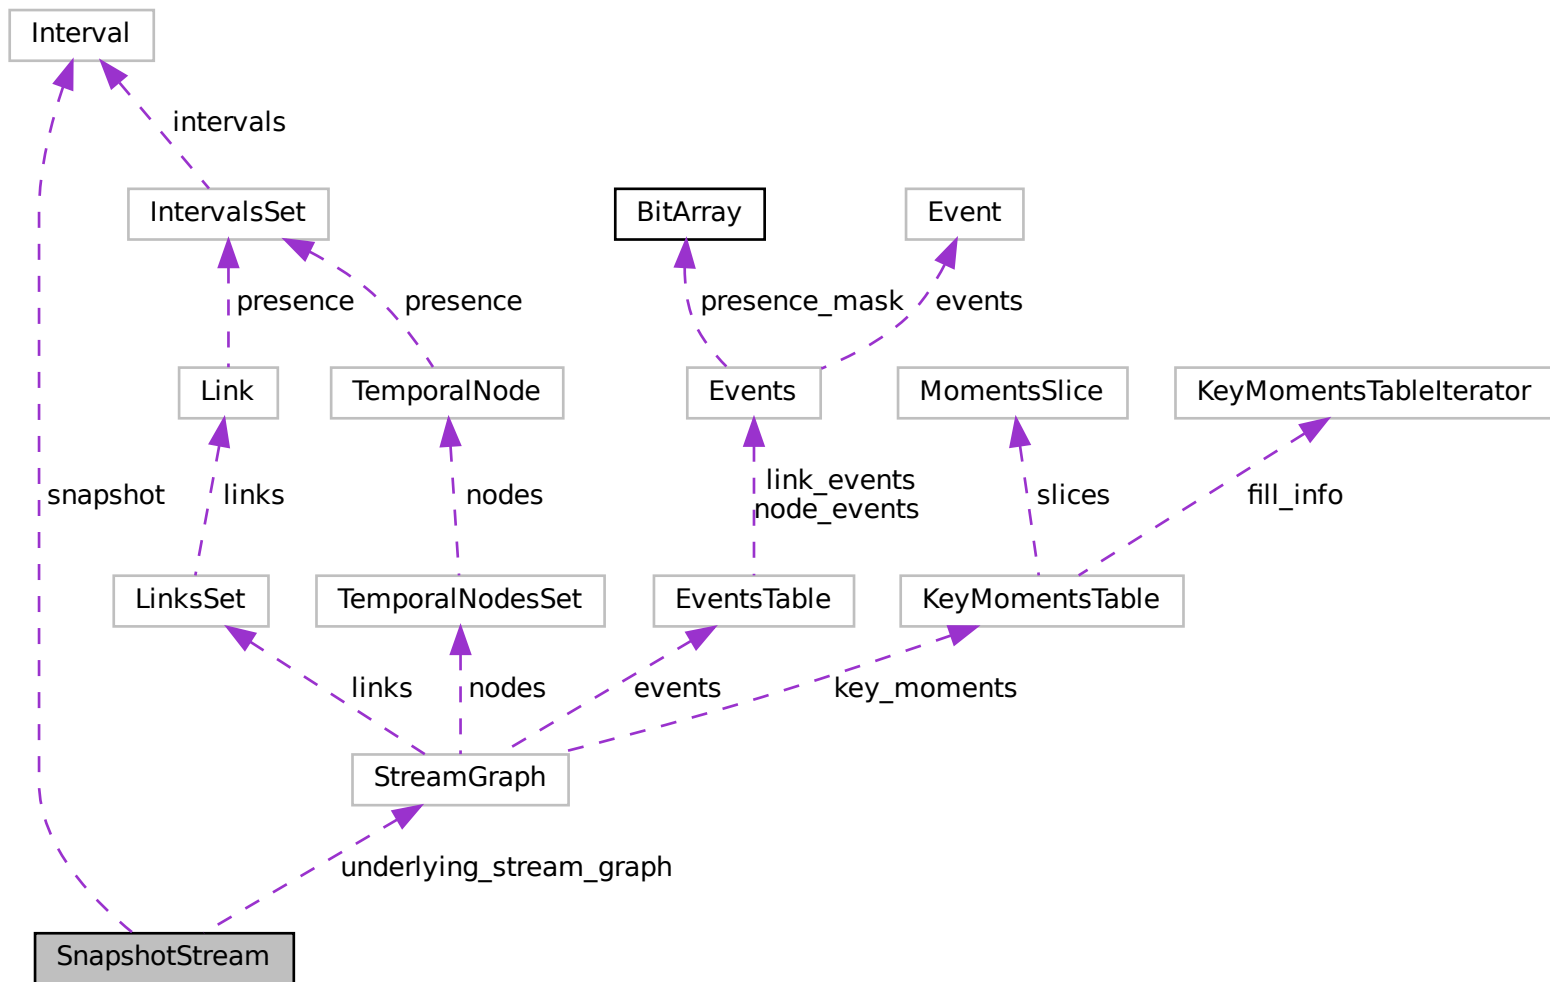 Interval
intervals
IntervalsSet
BitArray
Event
presence
presence
presence_mask
events
Link
TemporalNode
Events
MomentsSlice
KeyMomentsTableIterator
snapshot
links
nodes
link_events
node_events
slices
fill_info
LinksSet
TemporalNodesSet
EventsTable
KeyMomentsTable
links
nodes
events
key_moments
StreamGraph
underlying_stream_graph
SnapshotStream